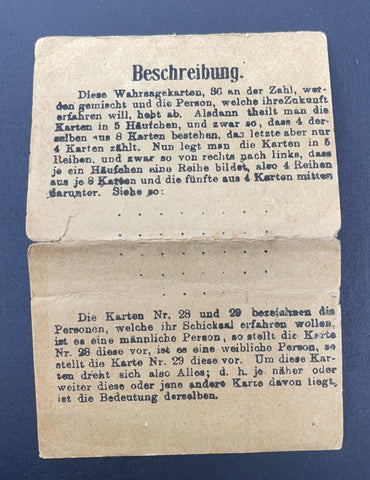 Beschreibung.
Diese Wahrsagekarten, 36 an der Zahl, wer-
den gemischt und die Person, welche ihre Zukunft
erfahren will, hebt ab. Alsdann theilt man die
Karten in 5 Häufchen, und zwar so, dass 4 der-
selben aus 8 Karten bestehen, das letzte aber nur
4 Karten zählt. Nun legt man die Karten in 5
Reihen, und zwar so von rechts nach links, dass
je ein Häufchen eine Reihe bildet, also 4 Reihen
aus je 8 Karten und die fünfte aus 4 Karten mitten
darunter. Siehe so:
Die Karten Nr. 28 und 29 bezeichnen die
Personen, welche ihr Schicksal erfahren wollen,
ist es eine männliche Person, so stellt die Karte
Nr. 28 diese vor, ist es eine weibliche Person, so
stellt die Karte Nr. 29 diese vor. Um diese Kar-
ten dreht sich also Alles; d. h. je näher oder
weiter diese oder jene andere Karte davon liegt,
ist die Bedeutung derselben.